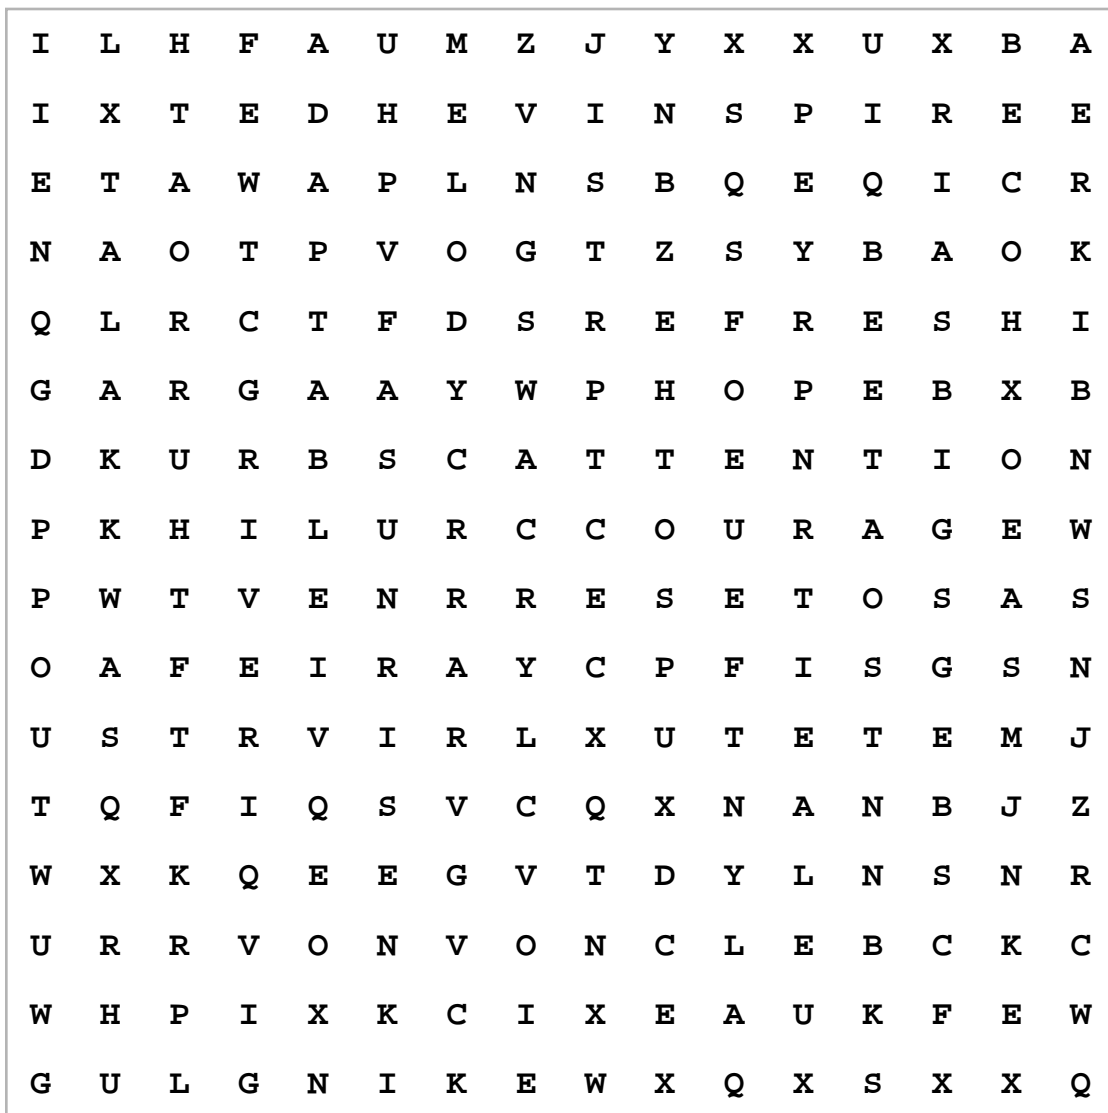 I L H F A U M Z J Y X X U X B A
I X T E D H E V I N S P I R E E
E T A W A P L N S B Q E Q I C R
N A O T P V O G T Z S Y B A O K
Q L R C T F D S R E F R E S H I
G A R G A A Y W P H O P E B X B
D K U R B S C A T T E N T I O N
P K H I L U R C C O U R A G E W
P W T V E N R R E S E T O S A S
O A F E I R A Y C P F I S G S N
U S T R V I R L X U T E T E M J
T Q F I Q S V C Q X N A N B J Z
W X K Q E E G V T D Y L N S N R
U R R V O N V O N C L E B C K C
W H P I X K C I X E A U K F E W
G U L G N I K E W X Q X S X X Q